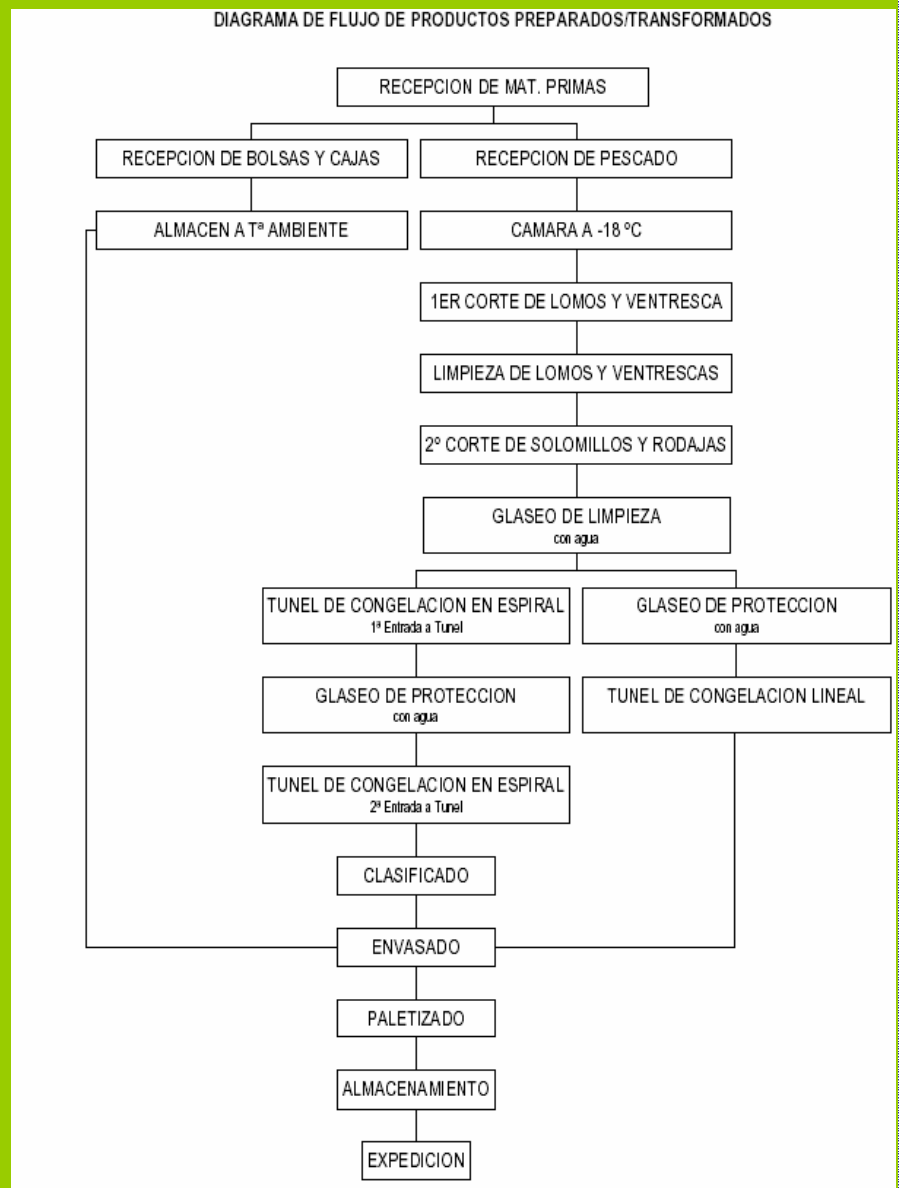 DIAGRAMA DE FLUJO DE PRODUCTOS PREPARADOS/TRANSFORMADOS
RECEPCION DE MAT. PRIMAS
RECEPCION DE BOLSAS Y CAJAS
RECEPCION DE PESCADO
ALMACEN A Tª AMBIENTE
CAMARA A -18 ºC
1ER CORTE DE LOMOS Y VENTRESCA
LIMPIEZA DE LOMOS Y VENTRESCAS
2º CORTE DE SOLOMILLOS Y RODAJAS
GLASEO DE LIMPIEZA
con agua
TUNEL DE CONGELACION EN ESPIRAL
1ª Entrada a Tunel
GLASEO DE PROTECCION
con agua
GLASEO DE PROTECCION
con agua
TUNEL DE CONGELACION LINEAL
TUNEL DE CONGELACION EN ESPIRAL
2ª Entrada a Tunel
CLASIFICADO
ENVASADO
PALETIZADO
ALMACENAMIENTO
EXPEDICION